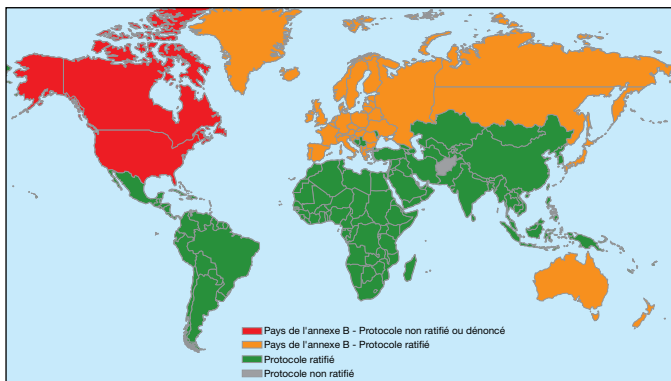 Pays de l'annexe B - Protocole non ratifié ou dénoncé
Pays de l'annexe B - Protocole ratifié
Protocole ratifié
Protocole non ratifié